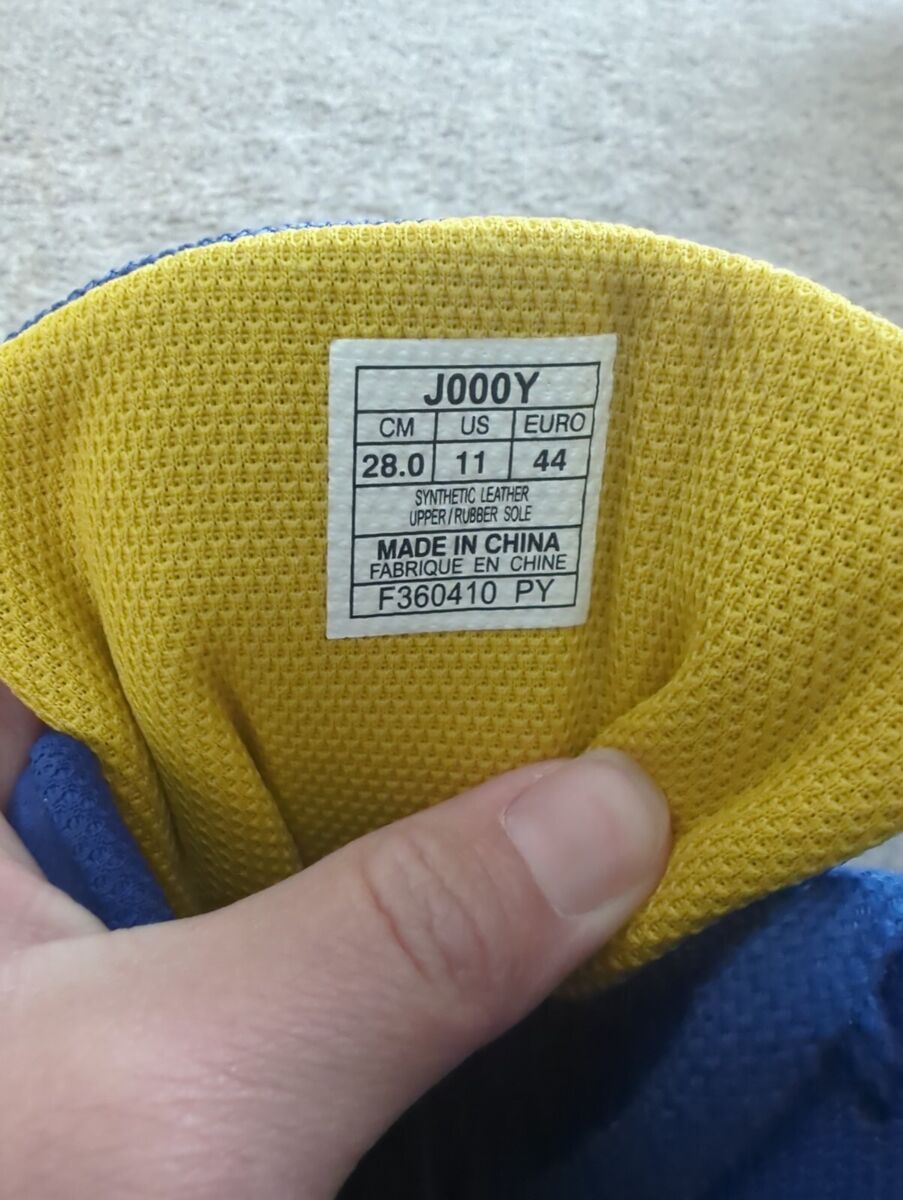 J000Y
CM US EURO
28.0 11 44
SYNTHETIC LEATHER
UPPER/RUBBER SOLE
MADE IN CHINA
FABRIQUE EN CHINE
F360410 PY